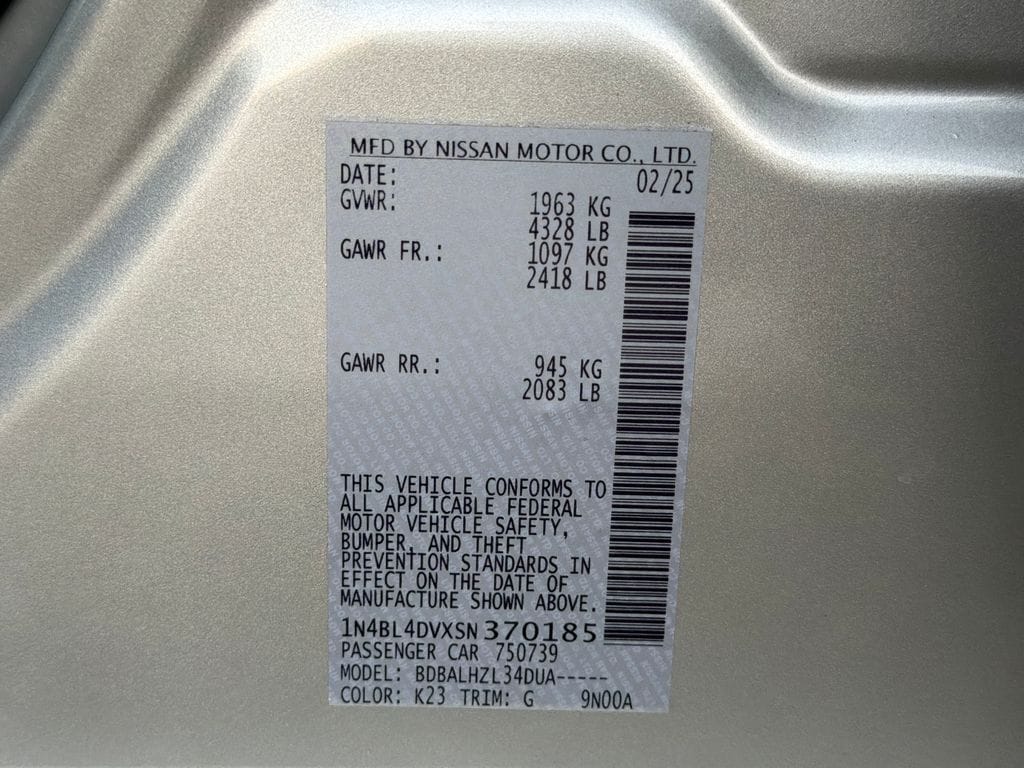 MFD BY NISSAN MOTOR CO., LTD.
DATE: 02/25
GVWR: 1963 KG
4328 LB
GAWR FR.: 1097 KG
2418 LB
GAWR RR.: 945 KG
2083 LB
THIS VEHICLE CONFORMS TO
ALL APPLICABLE FEDERAL
MOTOR VEHICLE SAFETY,
BUMPER, AND THEFT
PREVENTION STANDARDS IN
EFFECT ON THE DATE OF
MANUFACTURE SHOWN ABOVE.
1N4BL4DVXSN370185
PASSENGER CAR 750739
MODEL: BDBALHZL34DUA-----
COLOR: K23 TRIM: G 9N00A